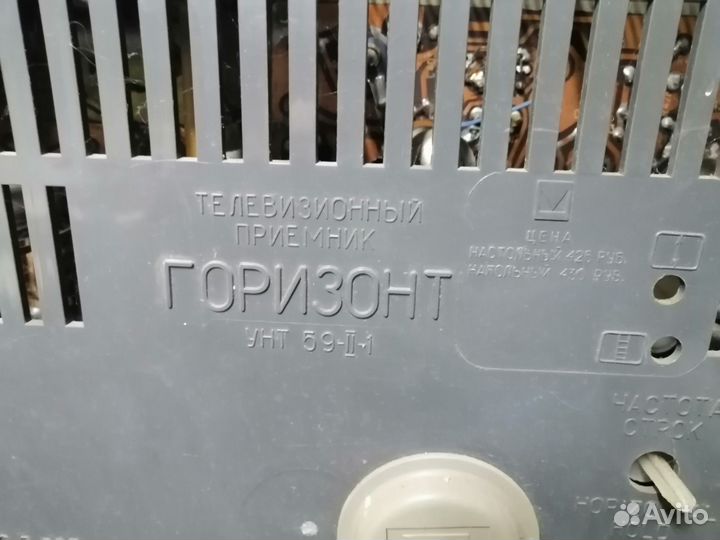 ТЕЛЕВИЗИОННЫЙ
ПРИЕМНИК
ГОРИЗОНТ
УНТ 59-II-1
ЦЕНА
НАСТОЛЬНЫЙ 426 РУБ.
НАПОЛЬНЫЙ 430 РУБ.
ЧАСТОТА
СТРОК
Avito